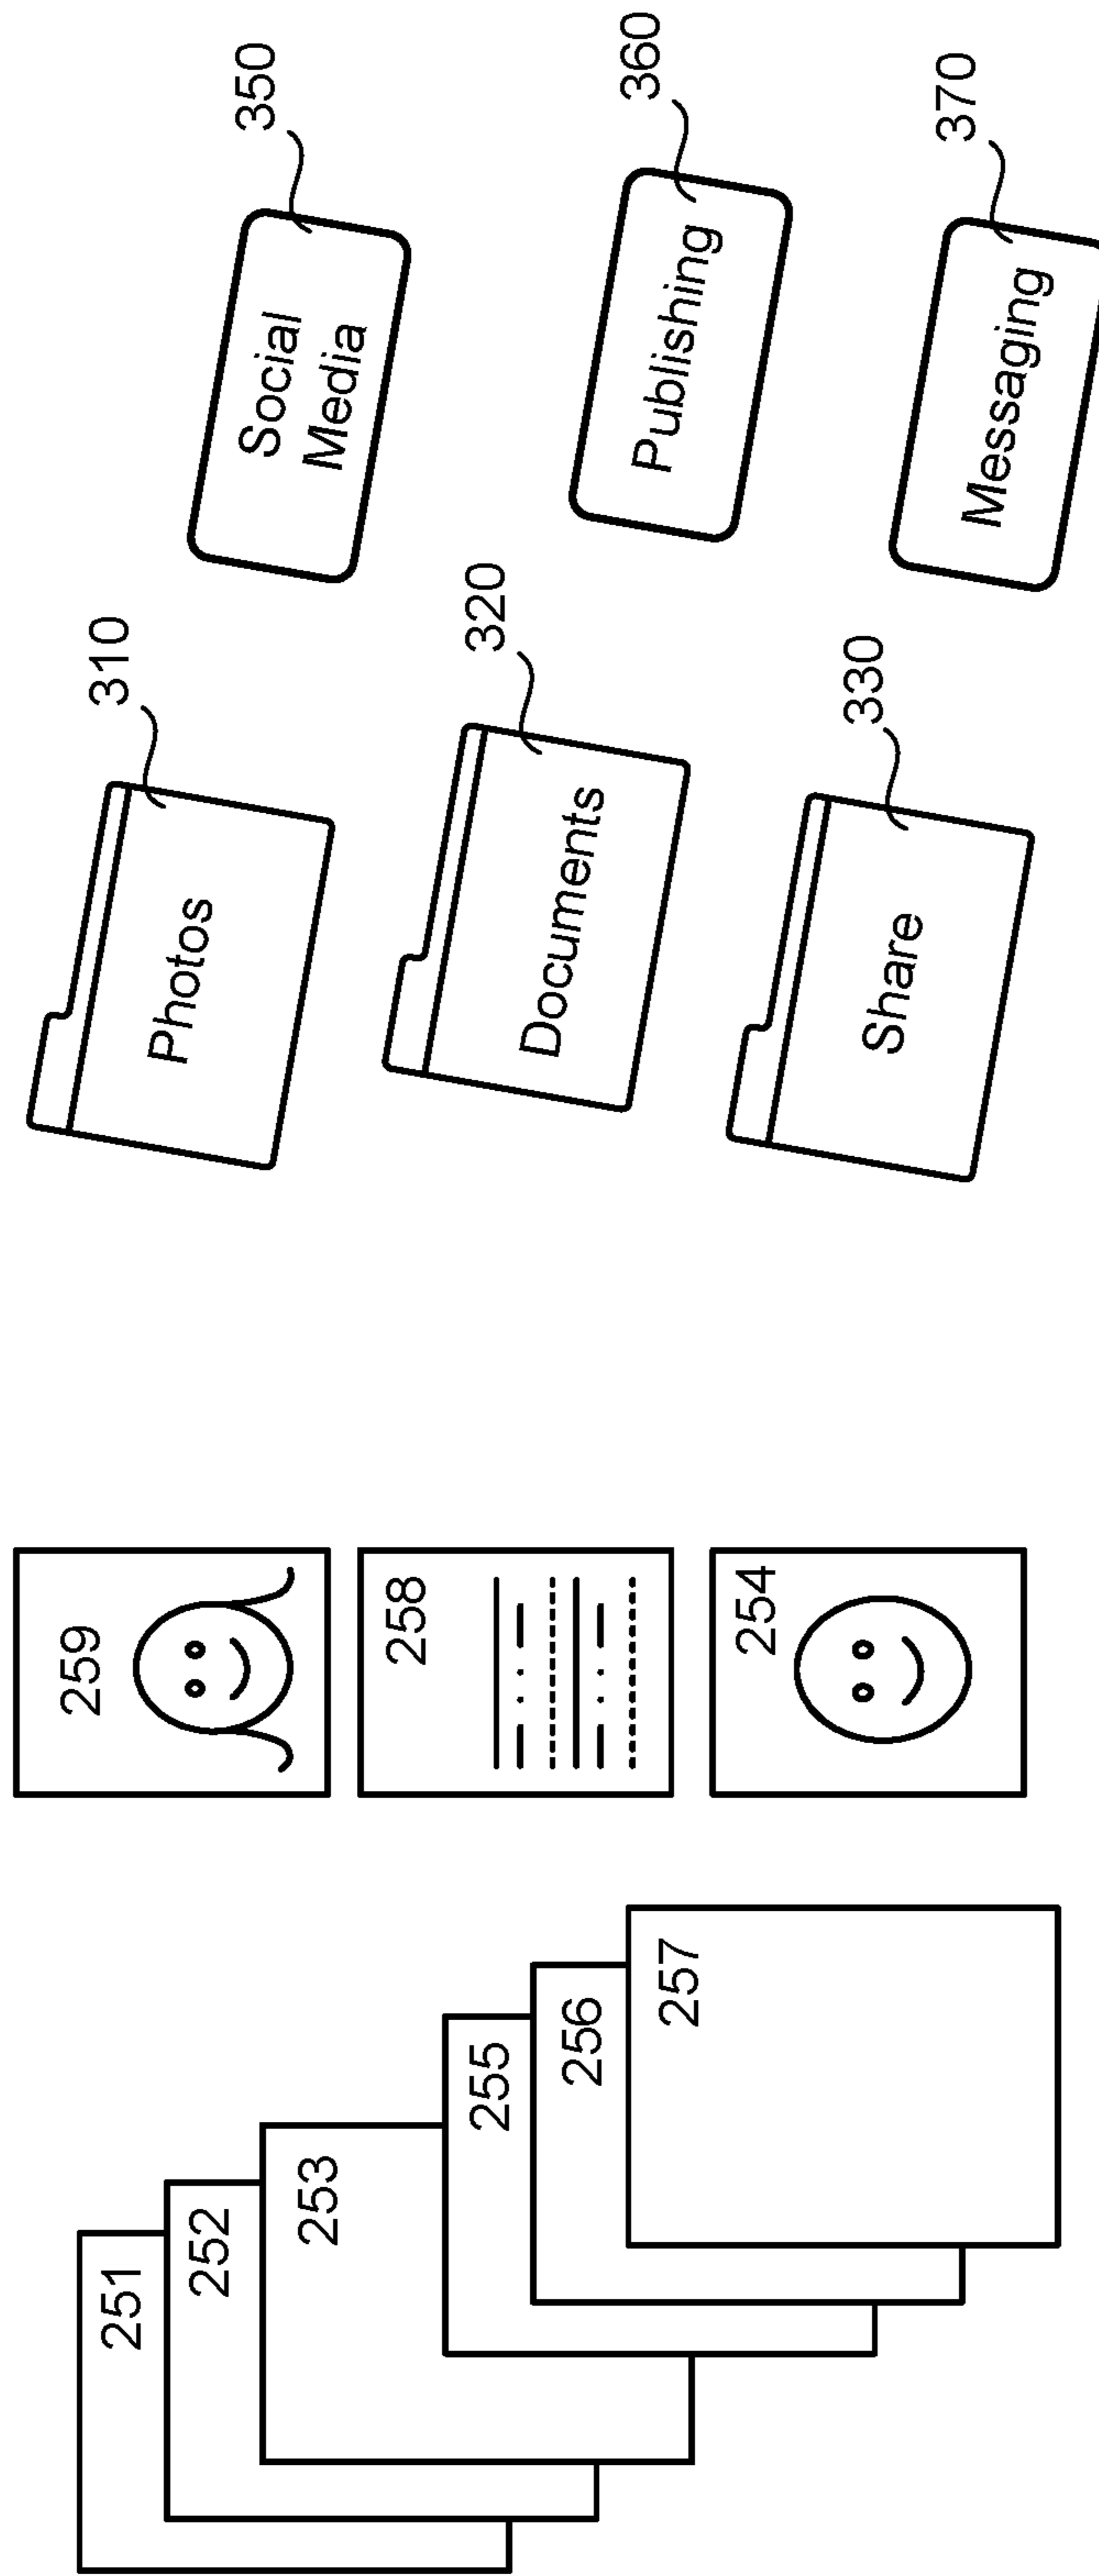 251
252
253
255
256
257
259
258
254
Photos
310
Documents
320
Share
330
Social
Media
350
Publishing
360
Messaging
370